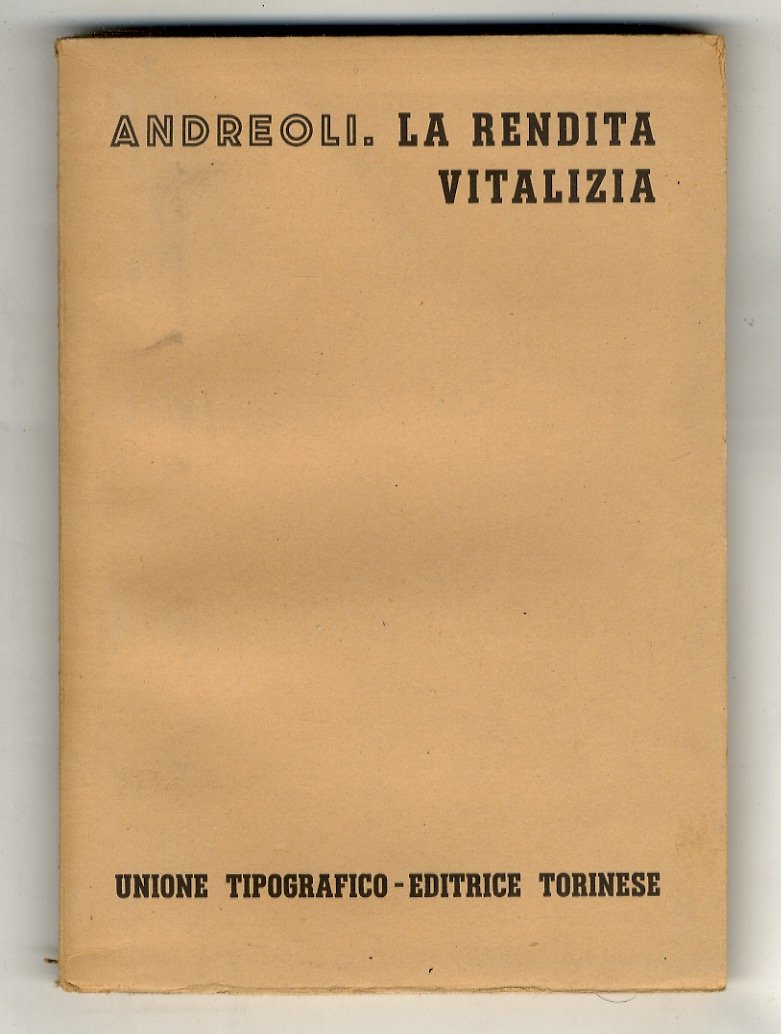 ANDREOLI. LA RENDITA
VITALIZIA
UNIONE TIPOGRAFICO-EDITRICE TORINESE